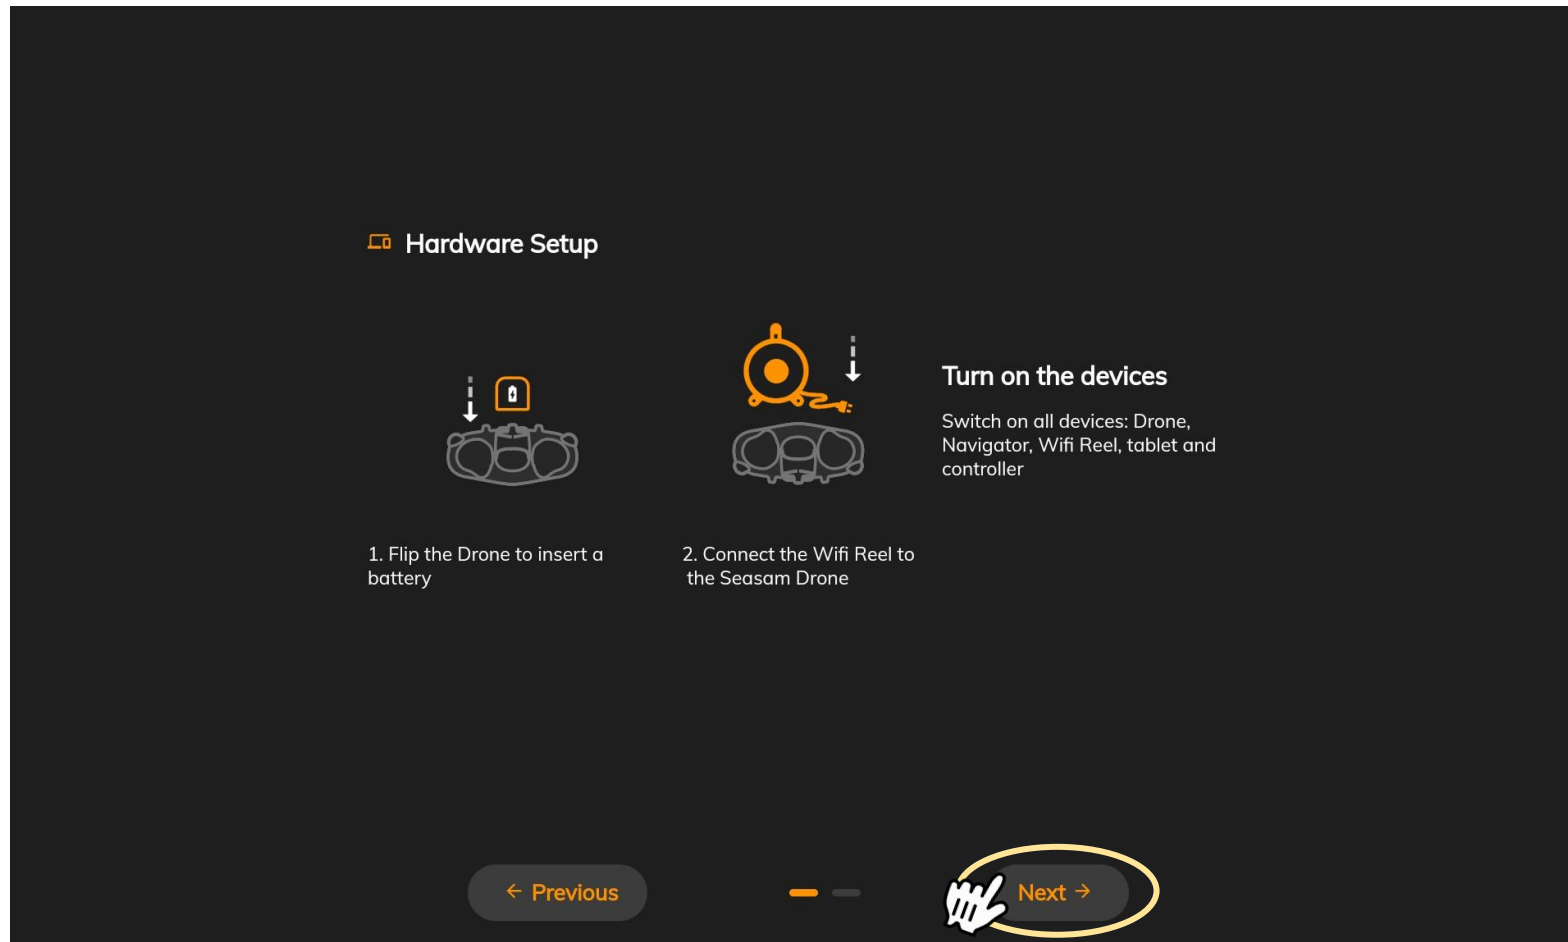 Hardware Setup
1. Flip the Drone to insert a
battery
2. Connect the Wifi Reel to
the Seasam Drone
Turn on the devices
Switch on all devices: Drone,
Navigator, Wifi Reel, tablet and
controller
← Previous
Next →